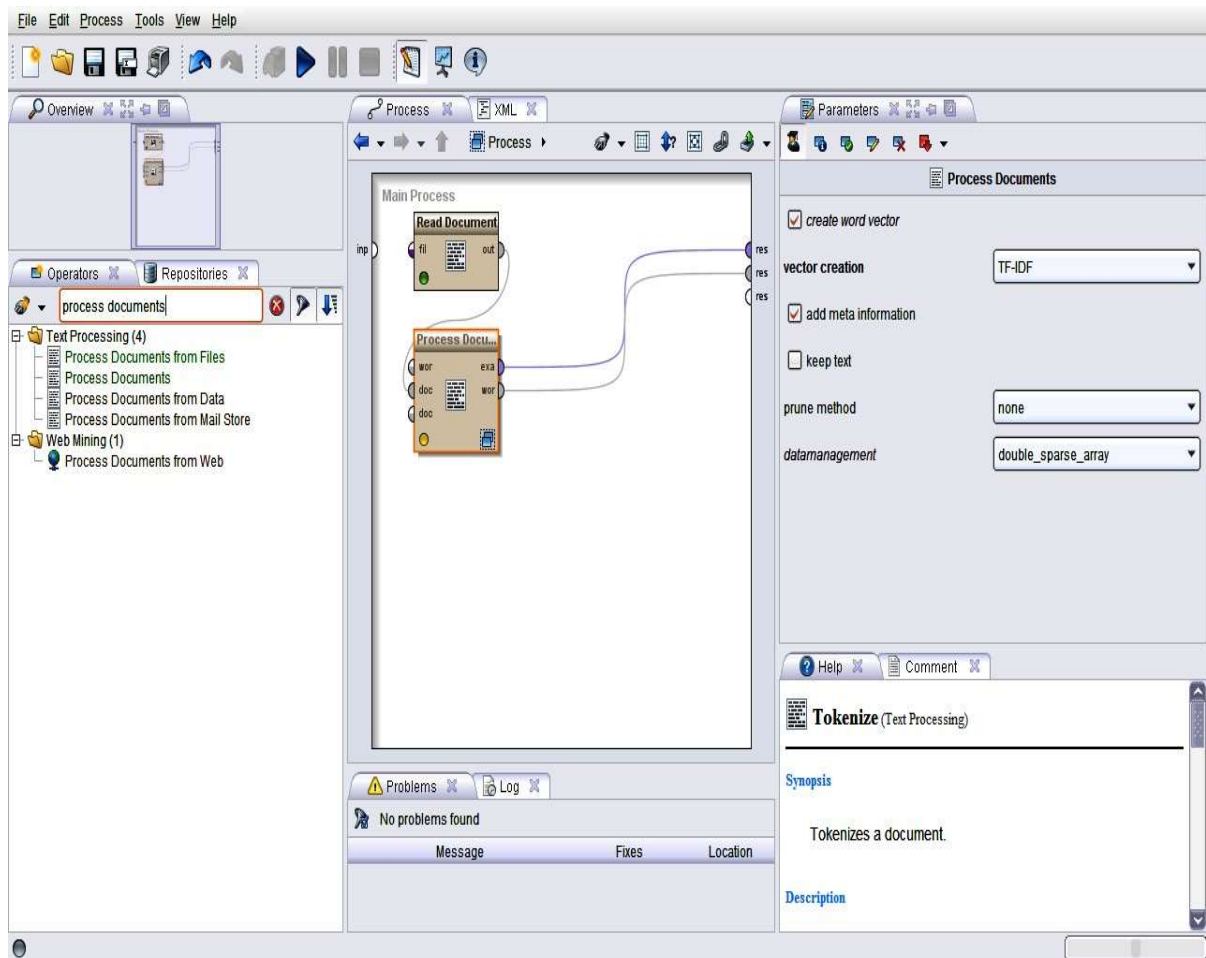 File Edit Process Tools View Help
Overview
Operators
Repositories
process documents
Text Processing (4)
Process Documents from Files
Process Documents
Process Documents from Data
Process Documents from Mail Store
Web Mining (1)
Process Documents from Web
Process
XML
Process
Main Process
Read Document
inp
fil
out
res
res
res
Process Docu...
wor
exa
doc
wor
doc
Problems
Log
No problems found
Message Fixes Location
Parameters
Process Documents
create word vector
vector creation TF-IDF
add meta information
keep text
prune method none
datamanagement double_sparse_array
Help
Comment
Tokenize (Text Processing)
Synopsis
Tokenizes a document.
Description